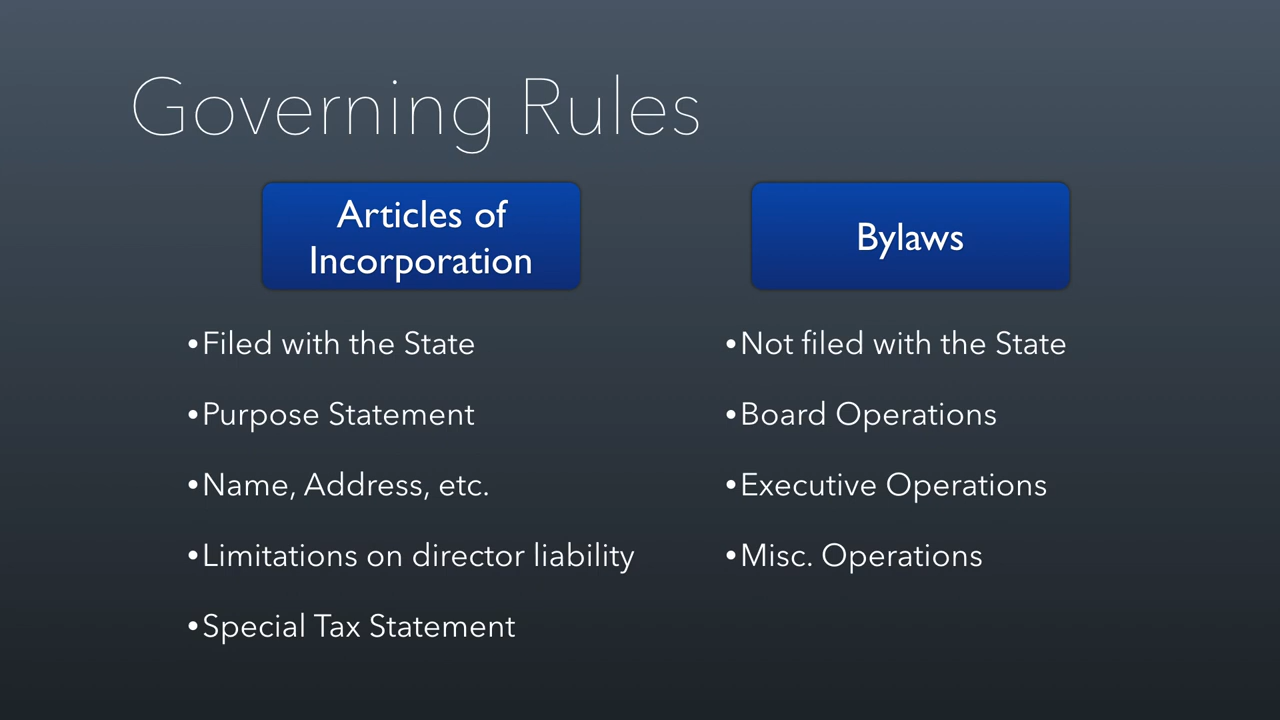 Governing Rules
Articles of
Incorporation
•Filed with the State
•Purpose Statement
•Name, Address, etc.
•Limitations on director liability
•Special Tax Statement
Bylaws
•Not filed with the State
•Board Operations
•Executive Operations
•Misc. Operations